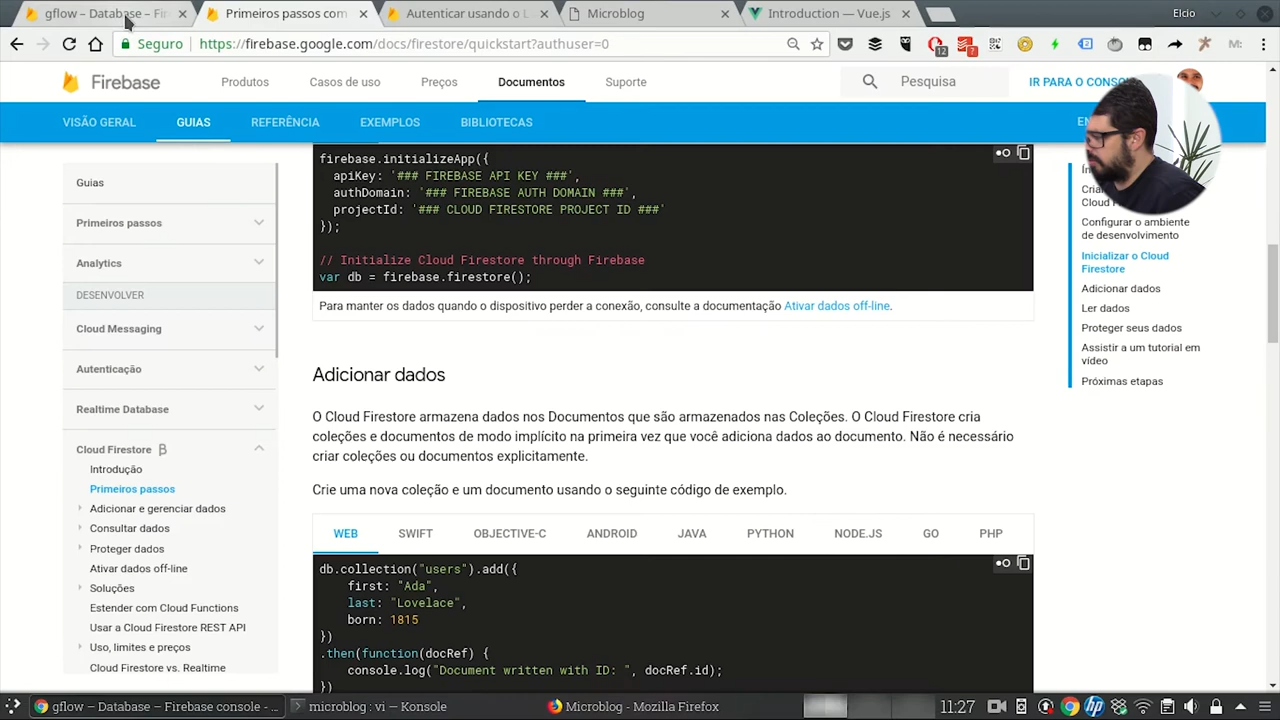 gflow – Database – Fi
Primeiros passos com
Autenticar usando o L
Microblog
Introduction — Vue.js
Elcio
Seguro
https://firebase.google.com/docs/firestore/quickstart?authuser=0
12
?
M:
Firebase
Produtos
Casos de uso
Preços
Documentos
Suporte
Pesquisa
IR PARA O CONSO
VISÃO GERAL
GUIAS
REFERÊNCIA
EXEMPLOS
BIBLIOTECAS
Guias
Primeiros passos
Analytics
DESENVOLVER
Cloud Messaging
Autenticação
Realtime Database
Cloud Firestore β
Introdução
Primeiros passos
Adicionar e gerenciar dados
Consultar dados
Proteger dados
Ativar dados off-line
Soluções
Estender com Cloud Functions
Usar a Cloud Firestore REST API
Uso, limites e preços
Cloud Firestore vs. Realtime
firebase.initializeApp({
apiKey: '### FIREBASE API KEY ###',
authDomain: '### FIREBASE AUTH DOMAIN ###',
projectId: '### CLOUD FIRESTORE PROJECT ID ###'
});
// Initialize Cloud Firestore through Firebase
var db = firebase.firestore();
Para manter os dados quando o dispositivo perder a conexão, consulte a documentação Ativar dados off-line.
Adicionar dados
O Cloud Firestore armazena dados nos Documentos que são armazenados nas Coleções. O Cloud Firestore cria
coleções e documentos de modo implícito na primeira vez que você adiciona dados ao documento. Não é necessário
criar coleções ou documentos explicitamente.
Crie uma nova coleção e um documento usando o seguinte código de exemplo.
WEB
SWIFT
OBJECTIVE-C
ANDROID
JAVA
PYTHON
NODE.JS
GO
PHP
db.collection("users").add({
first: "Ada",
last: "Lovelace",
born: 1815
})
.then(function(docRef) {
console.log("Document written with ID: ", docRef.id);
})
Cloud F
Configurar o ambiente
de desenvolvimento
Inicializar o Cloud
Firestore
Adicionar dados
Ler dados
Proteger seus dados
Assistir a um tutorial em
vídeo
Próximas etapas
gflow – Database – Firebase console - ...
microblog : vi — Konsole
Microblog - Mozilla Firefox
11:27